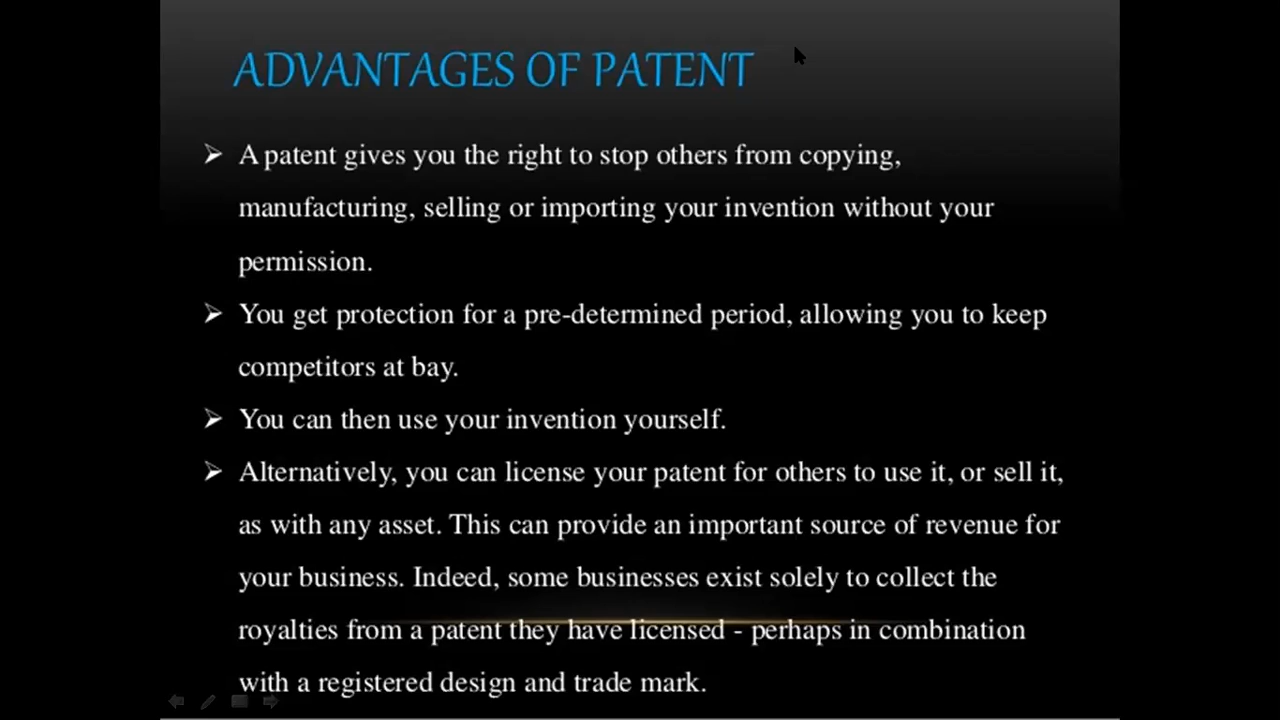 ADVANTAGES OF PATENT
➢ A patent gives you the right to stop others from copying,
manufacturing, selling or importing your invention without your
permission.
➢ You get protection for a pre-determined period, allowing you to keep
competitors at bay.
➢ You can then use your invention yourself.
➢ Alternatively, you can license your patent for others to use it, or sell it,
as with any asset. This can provide an important source of revenue for
your business. Indeed, some businesses exist solely to collect the
royalties from a patent they have licensed - perhaps in combination
with a registered design and trade mark.